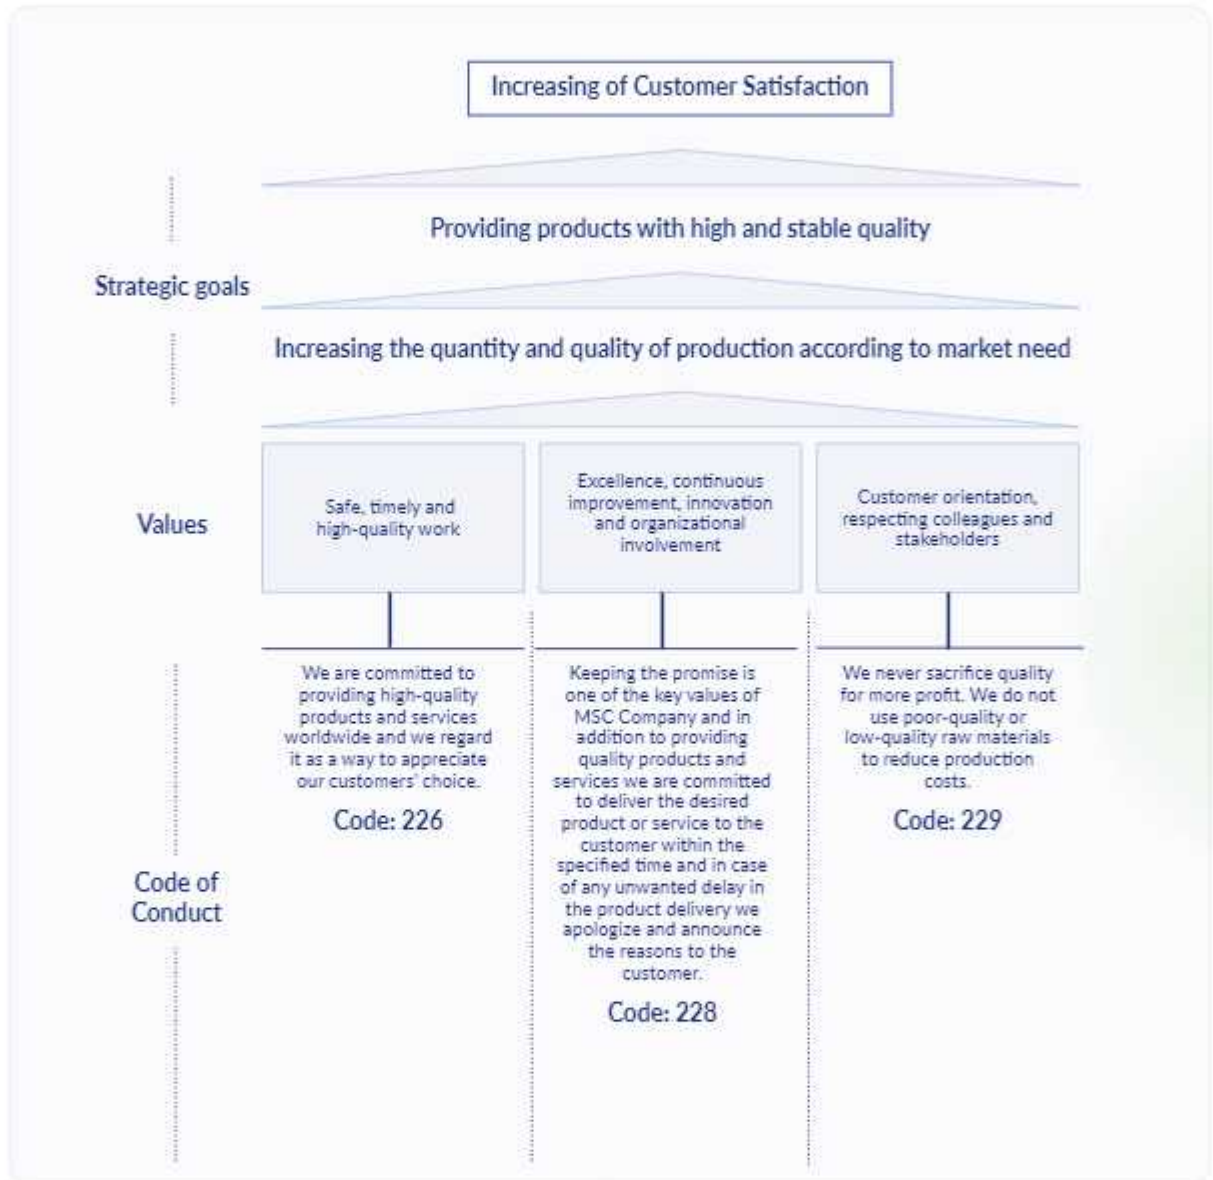 Increasing of Customer Satisfaction
Providing products with high and stable quality
Strategic goals
Increasing the quantity and quality of production according to market need
Values
Safe, timely and
high-quality work
Excellence, continuous
improvement, innovation
and organizational
involvement
Customer orientation,
respecting colleagues and
stakeholders
Code of
Conduct
We are committed to
providing high-quality
products and services
worldwide and we regard
it as a way to appreciate
our customers' choice.
Code: 226
Keeping the promise is
one of the key values of
MSC Company and in
addition to providing
quality products and
services we are committed
to deliver the desired
product or service to the
customer within the
specified time and in case
of any unwanted delay in
the product delivery we
apologize and announce
the reasons to the
customer.
Code: 228
We never sacrifice quality
for more profit. We do not
use poor-quality or
low-quality raw materials
to reduce production
costs.
Code: 229